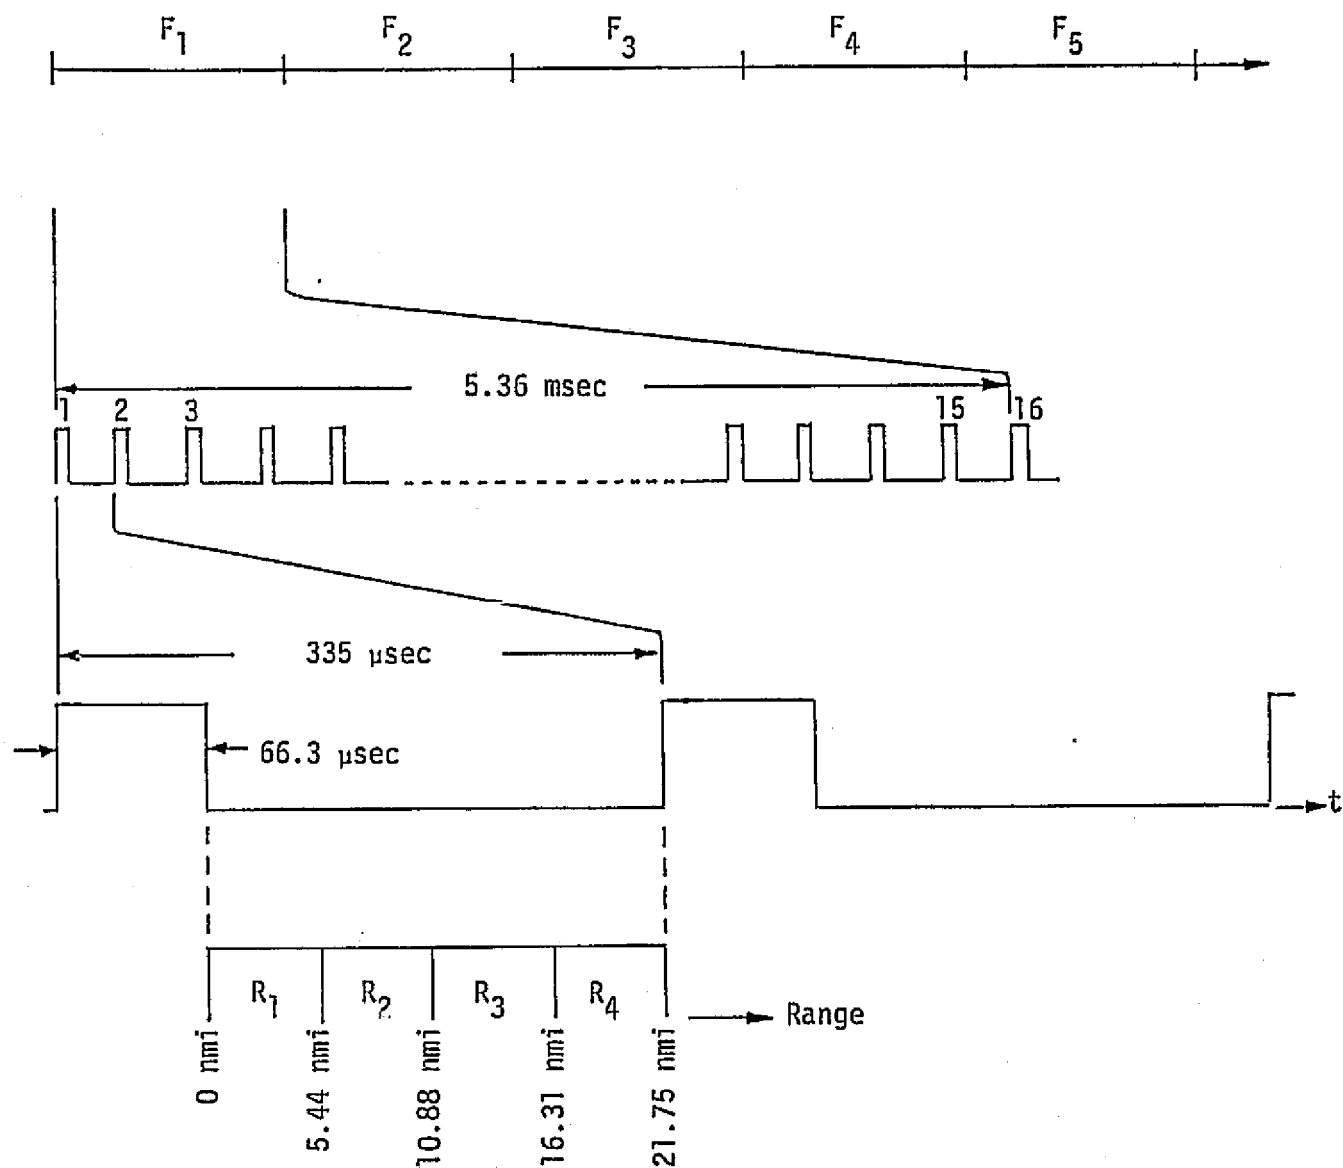 F1 F2 F3 F4 F5
5.36 msec
1 2 3 15 16
335 μsec
66.3 μsec
t
R1 R2 R3 R4
Range
0 nmi
5.44 nmi
10.88 nmi
16.31 nmi
21.75 nmi